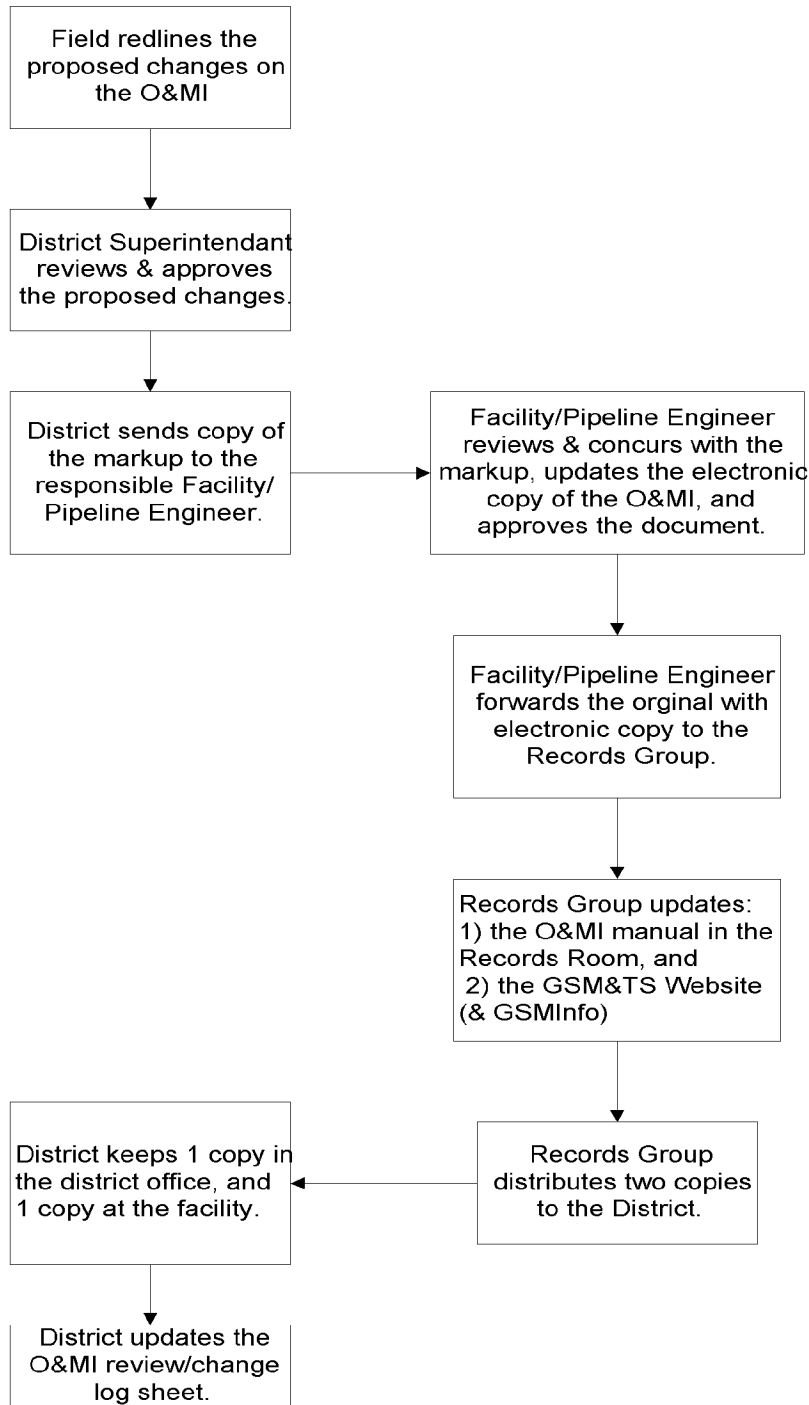 Field redlines the
proposed changes on
the O&MI
District Superintendant
reviews & approves
the proposed changes.
District sends copy of
the markup to the
responsible Facility/
Pipeline Engineer.
Facility/Pipeline Engineer
reviews & concurs with the
markup, updates the electronic
copy of the O&MI, and
approves the document.
Facility/Pipeline Engineer
forwards the orginal with
electronic copy to the
Records Group.
Records Group updates:
1) the O&MI manual in the
Records Room, and
2) the GSM&TS Website
(& GSMInfo)
Records Group
distributes two copies
to the District.
District keeps 1 copy in
the district office, and
1 copy at the facility.
District updates the
O&MI review/change
log sheet.